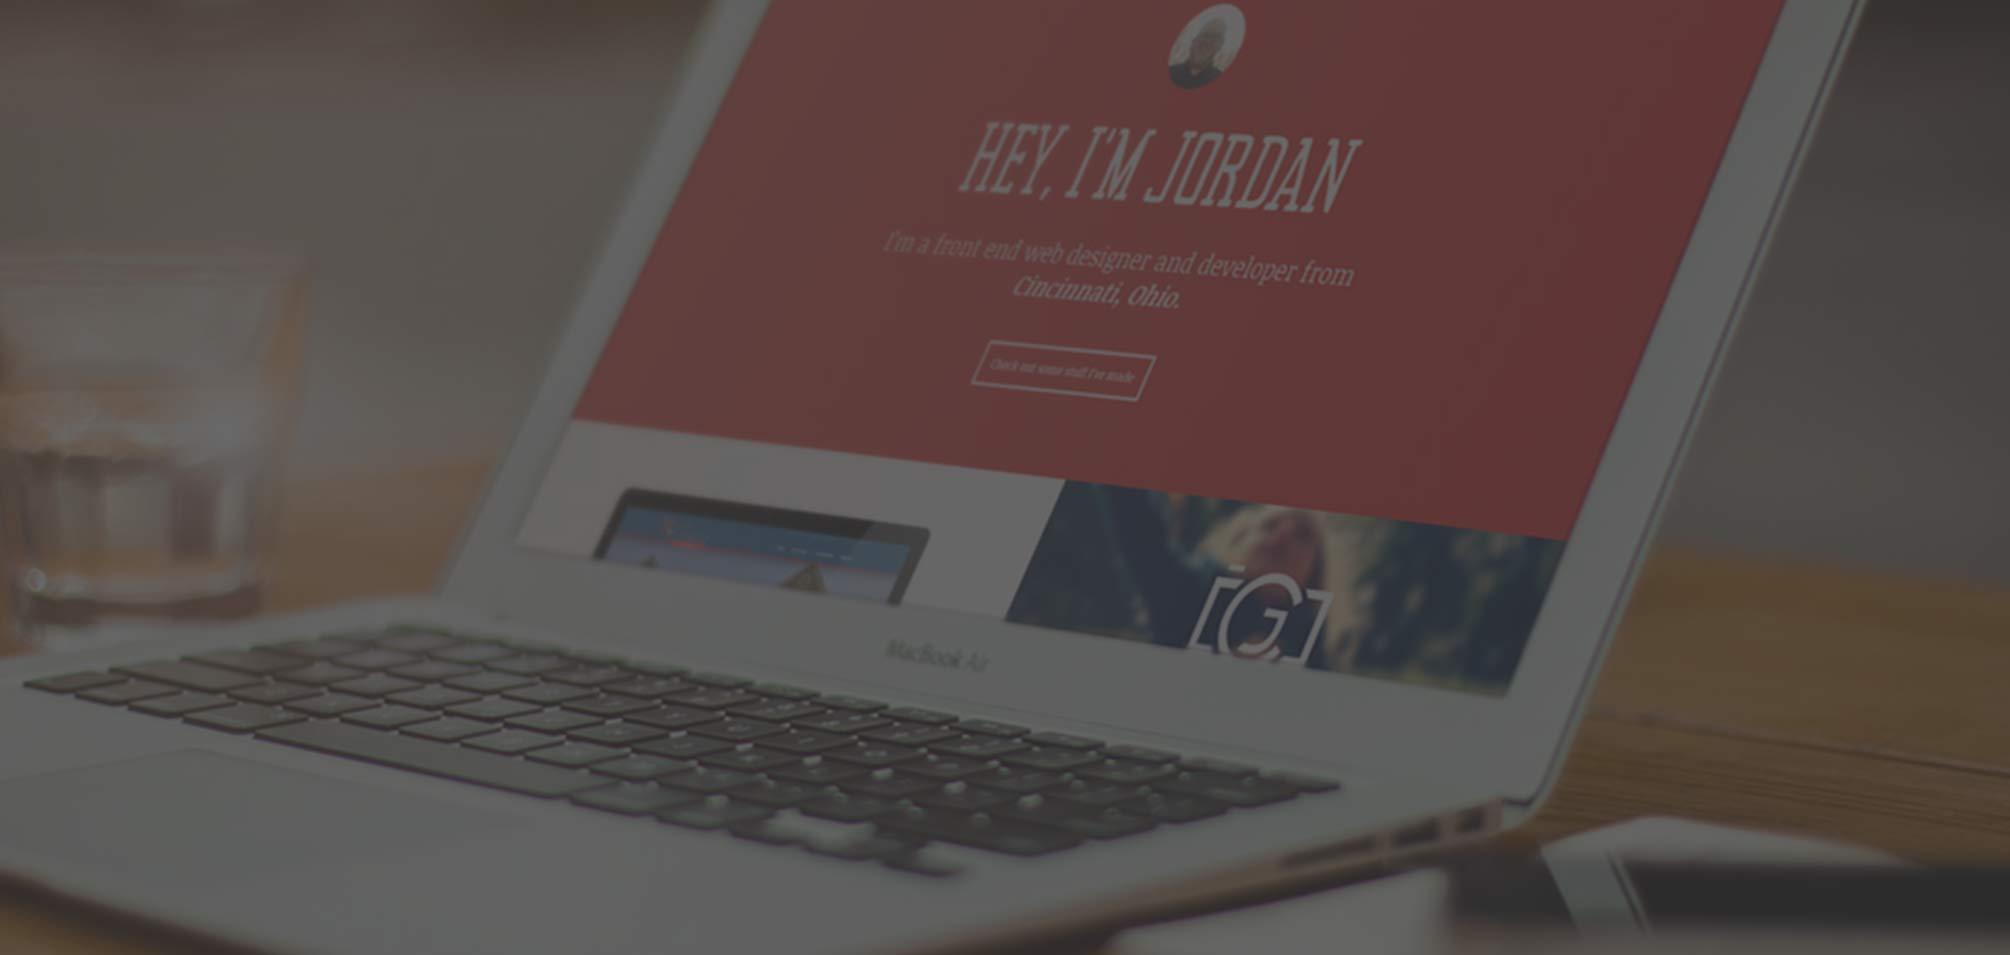 HEY, I'M JORDAN
I'm a front end web designer and developer from
Cincinnati, Ohio.
Check out some stuff I've made
MacBook Air